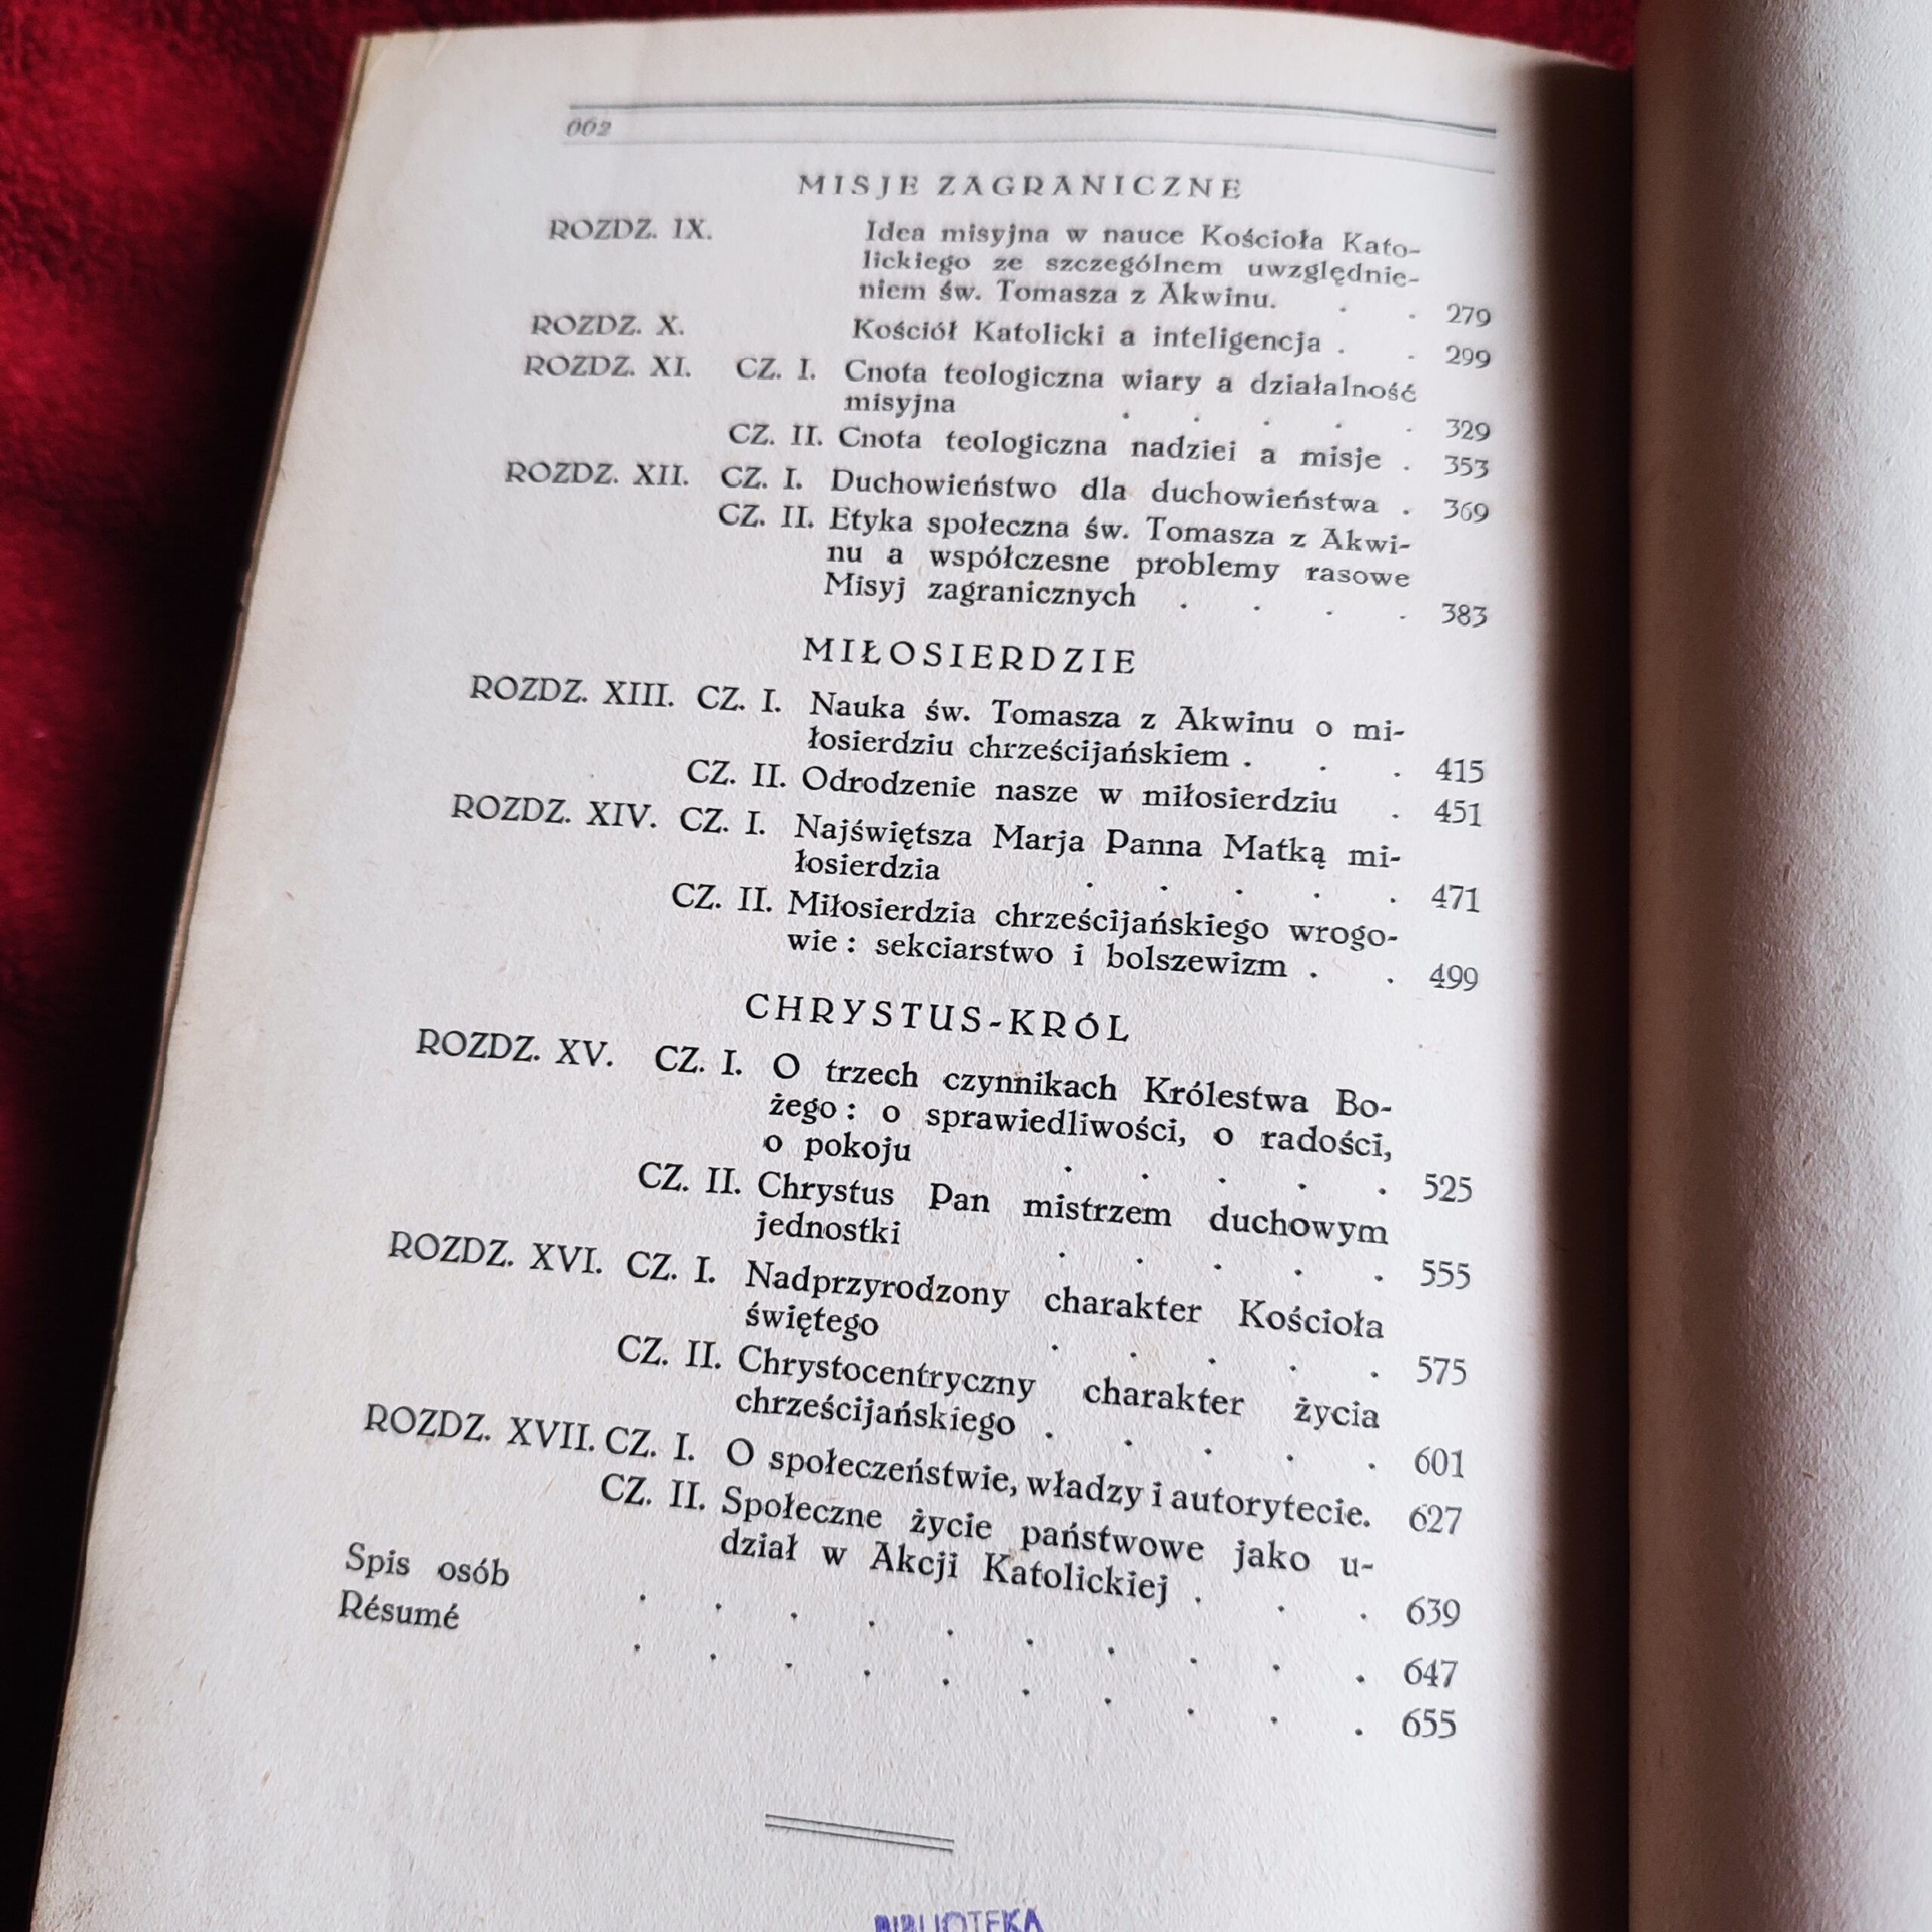 662
MISJE ZAGRANICZNE
ROZDZ. IX. Idea misyjna w nauce Kościoła Kato-
lickiego ze szczególnem uwzględnie-
niem św. Tomasza z Akwinu. . . 279
ROZDZ. X. Kościół Katolicki a inteligencja . . 299
ROZDZ. XI. CZ. I. Cnota teologiczna wiary a działalność
misyjna . . . . . 329
CZ. II. Cnota teologiczna nadziei a misje . 353
ROZDZ. XII. CZ. I. Duchowieństwo dla duchowieństwa . 369
CZ. II. Etyka społeczna św. Tomasza z Akwi-
nu a współczesne problemy rasowe
Misyj zagranicznych . . . . 383
MIŁOSIERDZIE
ROZDZ. XIII. CZ. I. Nauka św. Tomasza z Akwinu o mi-
łosierdziu chrześcijańskiem . . . 415
CZ. II. Odrodzenie nasze w miłosierdziu . 451
ROZDZ. XIV. CZ. I. Najświętsza Marja Panna Matką mi-
łosierdzia . . . . . 471
CZ. II. Miłosierdzia chrześcijańskiego wrogo-
wie : sekciarstwo i bolszewizm . . 499
CHRYSTUS-KRÓL
ROZDZ. XV. CZ. I. O trzech czynnikach Królestwa Bo-
żego : o sprawiedliwości, o radości,
o pokoju . . . . . 525
CZ. II. Chrystus Pan mistrzem duchowym
jednostki . . . . . 555
ROZDZ. XVI. CZ. I. Nadprzyrodzony charakter Kościoła
świętego . . . . . 575
CZ. II. Chrystocentryczny charakter życia
chrześcijańskiego . . . . . 601
ROZDZ. XVII. CZ. I. O społeczeństwie, władzy i autorytecie. 627
CZ. II. Społeczne życie państwowe jako u-
dział w Akcji Katolickiej . . . 639
Spis osób . . . . . . . . . . 647
Résumé . . . . . . . . . . 655
BIBLIOTEKA